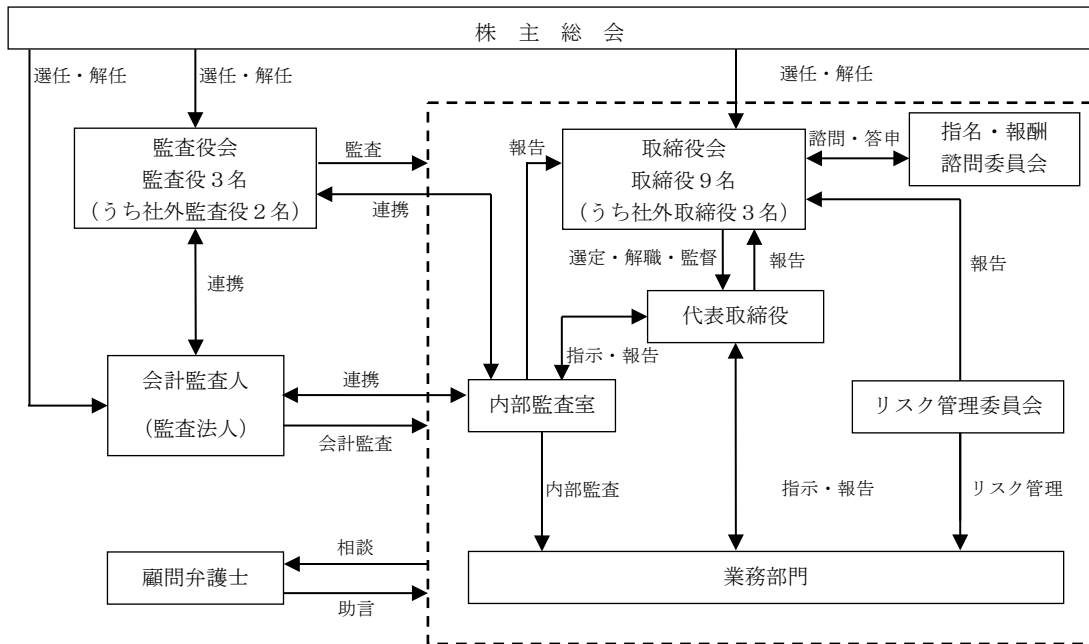 株 主 総 会
選任・解任
選任・解任
選任・解任
監査役会
監査役３名
（うち社外監査役２名）
監査
連携
報告
取締役会
取締役９名
（うち社外取締役３名）
諮問・答申
指名・報酬
諮問委員会
連携
選定・解職・監督
報告
報告
代表取締役
指示・報告
会計監査人
（監査法人）
連携
会計監査
内部監査室
リスク管理委員会
内部監査
指示・報告
リスク管理
顧問弁護士
相談
助言
業務部門